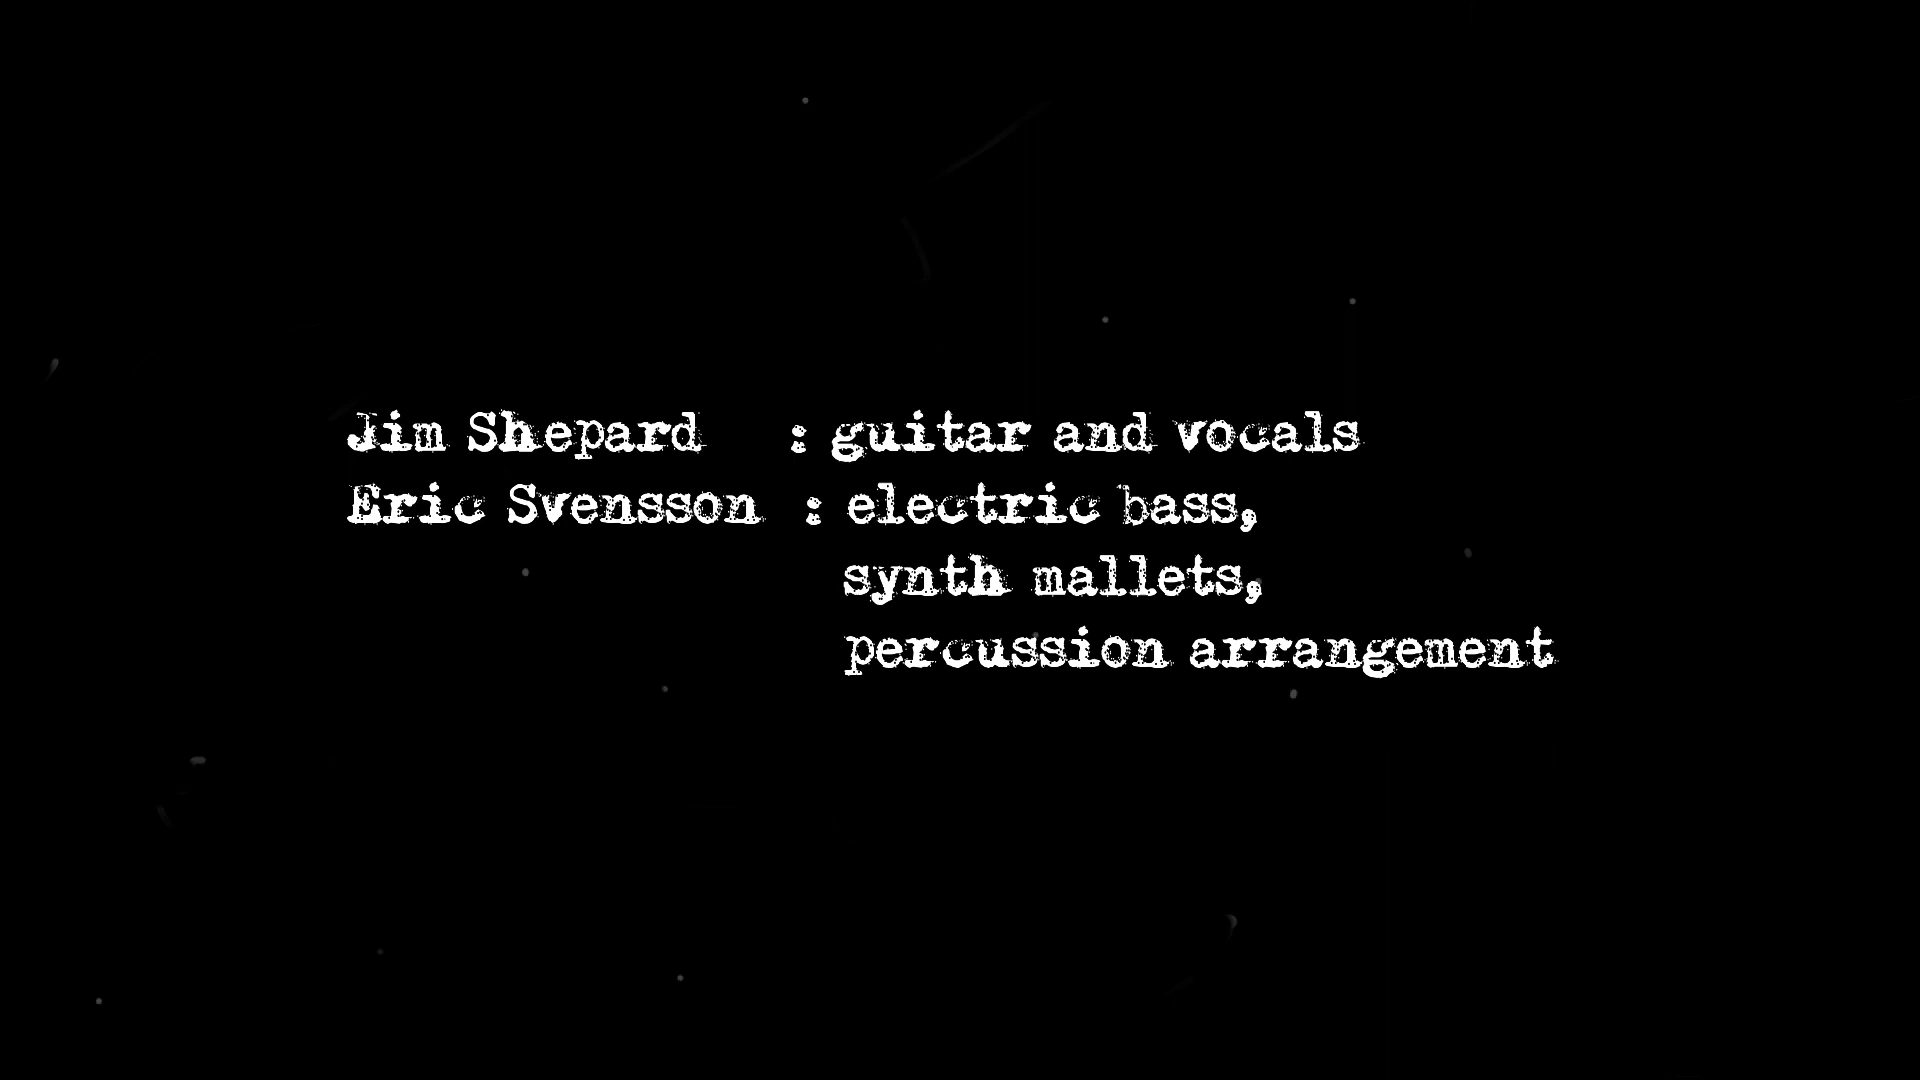 Jim Shepard : guitar and vocals
Eric Svensson : electric bass,
synth mallets,
percussion arrangement